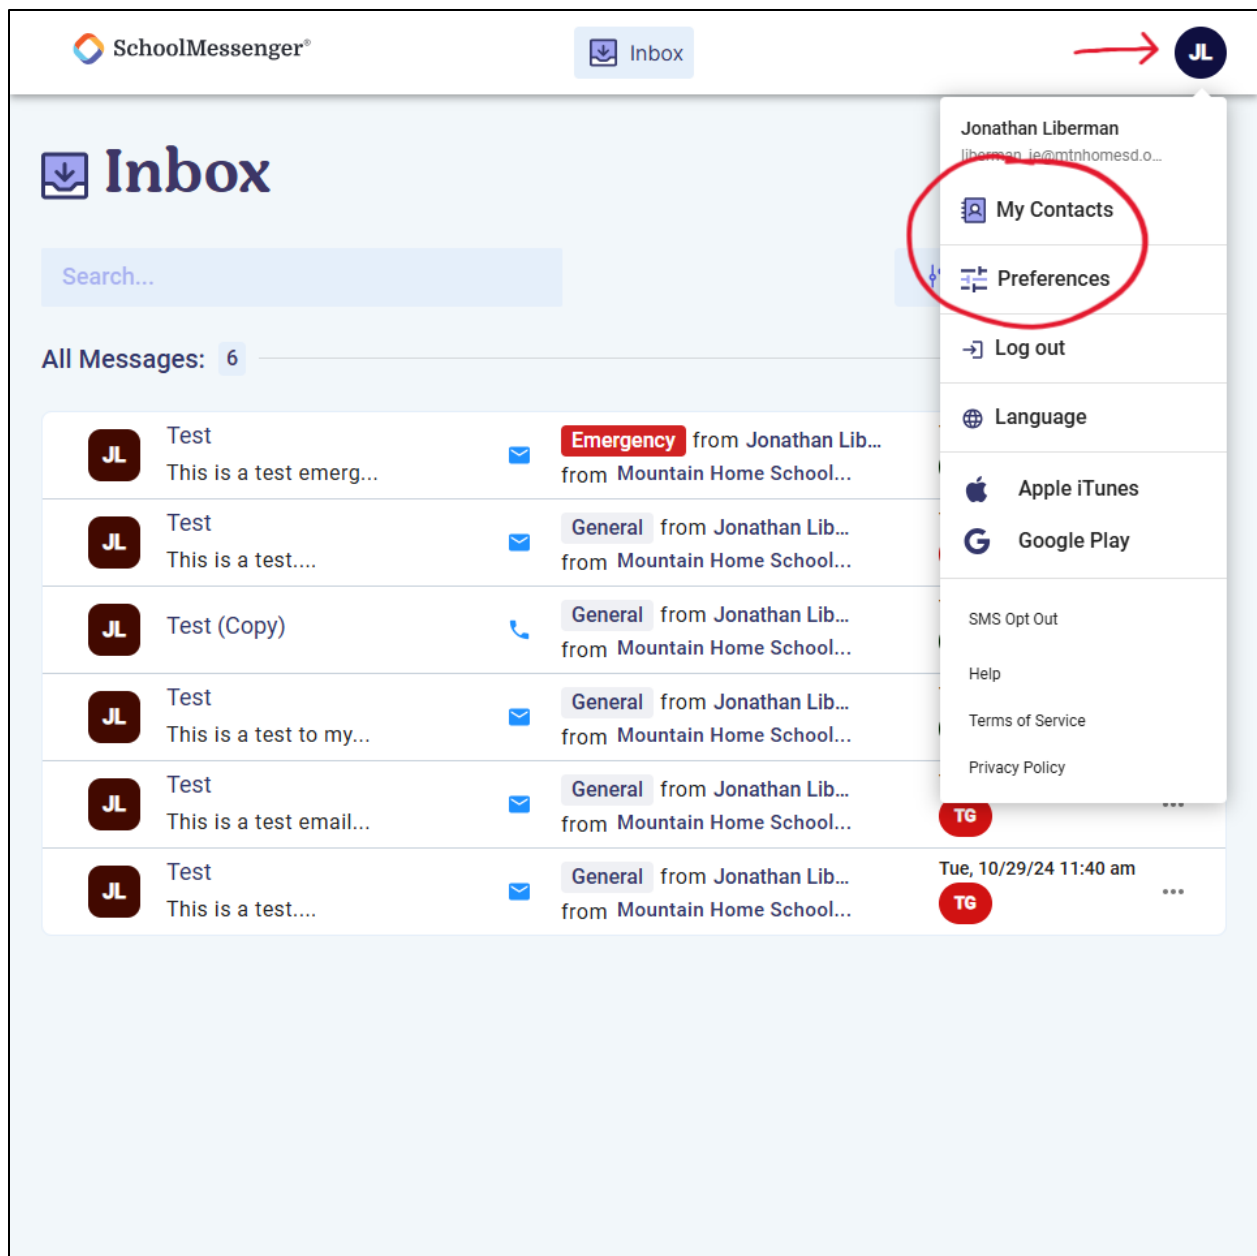 SchoolMessenger®
Inbox
JL
Jonathan Liberman
liberman_je@mtnhomesd.o...
Inbox
My Contacts
Search...
Preferences
All Messages: 6
Log out
Language
Apple iTunes
Google Play
SMS Opt Out
Help
Terms of Service
Privacy Policy
JL
Test
This is a test emerg...
Emergency from Jonathan Lib...
from Mountain Home School...
JL
Test
This is a test....
General from Jonathan Lib...
from Mountain Home School...
JL
Test (Copy)
General from Jonathan Lib...
from Mountain Home School...
JL
Test
This is a test to my...
General from Jonathan Lib...
from Mountain Home School...
JL
Test
This is a test email...
General from Jonathan Lib...
from Mountain Home School...
TG
JL
Test
This is a test....
General from Jonathan Lib...
from Mountain Home School...
Tue, 10/29/24 11:40 am
TG